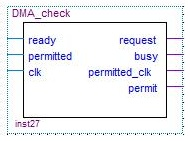 DMA_check
ready request
permitted busy
clk permitted_clk
permit
inst27